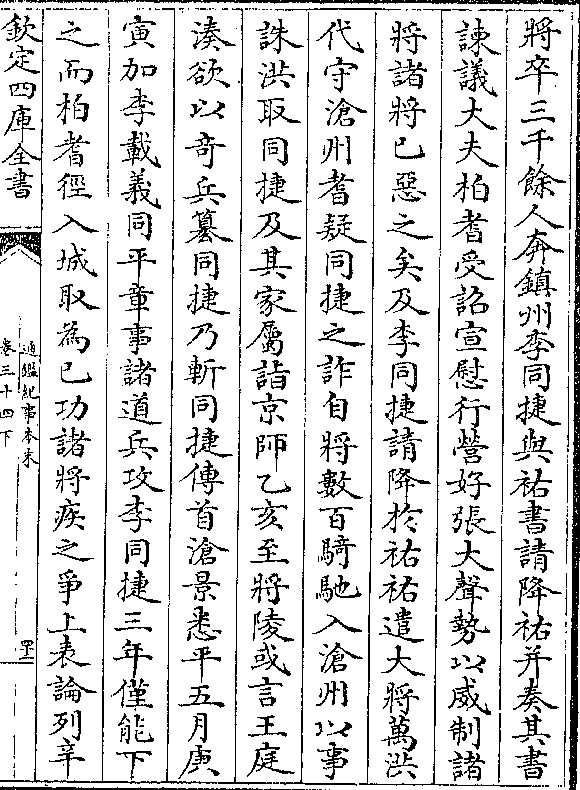 將卒三千餘人奔鎮州李同捷與祐書請降祐并奏其書
諫議大夫柏耆受詔宣慰行營好張大聲勢以威制諸
將諸將已惡之矣及李同捷請降於祐祐遣大將萬洪
代守滄州耆疑同捷之詐自將數百騎馳入滄州以事
誅洪取同捷及其家屬詣京師乙亥至將陵或言王庭
湊欲以奇兵篡同捷乃斬同捷傳首滄景悉平五月庚
寅加李載義同平章事諸道兵攻李同捷三年僅能下
之而柏耆徑入城取為己功諸將疾之爭上表論列辛
欽定四庫全書
通鑑紀事本末
卷三十四下